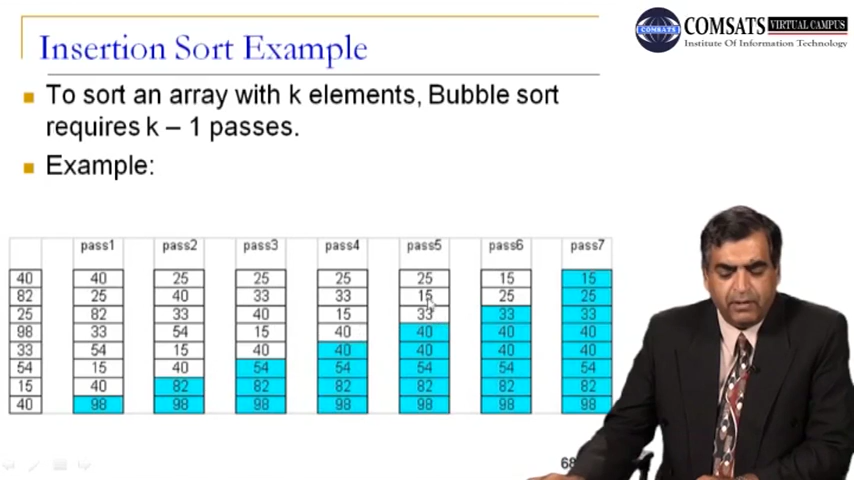 Insertion Sort Example
COMSATS VIRTUAL CAMPUS
Institute Of Information Technology
COMSATS
To sort an array with k elements, Bubble sort
requires k – 1 passes.
Example:
pass1 pass2 pass3 pass4 pass5 pass6 pass7
40 40 25 25 25 25 15 15
82 25 40 33 33 15 25 25
25 82 33 40 15 33 33 33
98 33 54 15 40 40 40 40
33 54 15 40 40 40 40 40
54 15 40 54 54 54 54 54
15 40 82 82 82 82 82 82
40 98 98 98 98 98 98 98
68